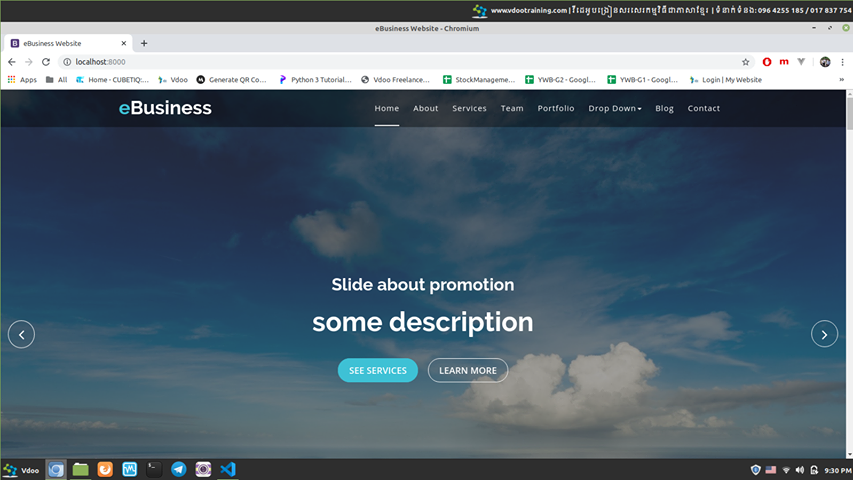 www.vdootraining.com | វីដេអូបង្រៀនសរសេរកម្មវិធីជាភាសាខ្មែរ | ទំនាក់ទំនង: 096 4255 185 / 017 837 754
eBusiness Website - Chromium
eBusiness Website
localhost:8000
Apps All Home - CUBETIQ: ... Vdoo Generate QR Co... Python 3 Tutorial... Vdoo Freelance... StockManageme... YWB-G2 - Googl... YWB-G1 - Googl... Login | My Website »
eBusiness Home About Services Team Portfolio Drop Down Blog Contact
Slide about promotion
some description
SEE SERVICES LEARN MORE
Vdoo 9:30 PM